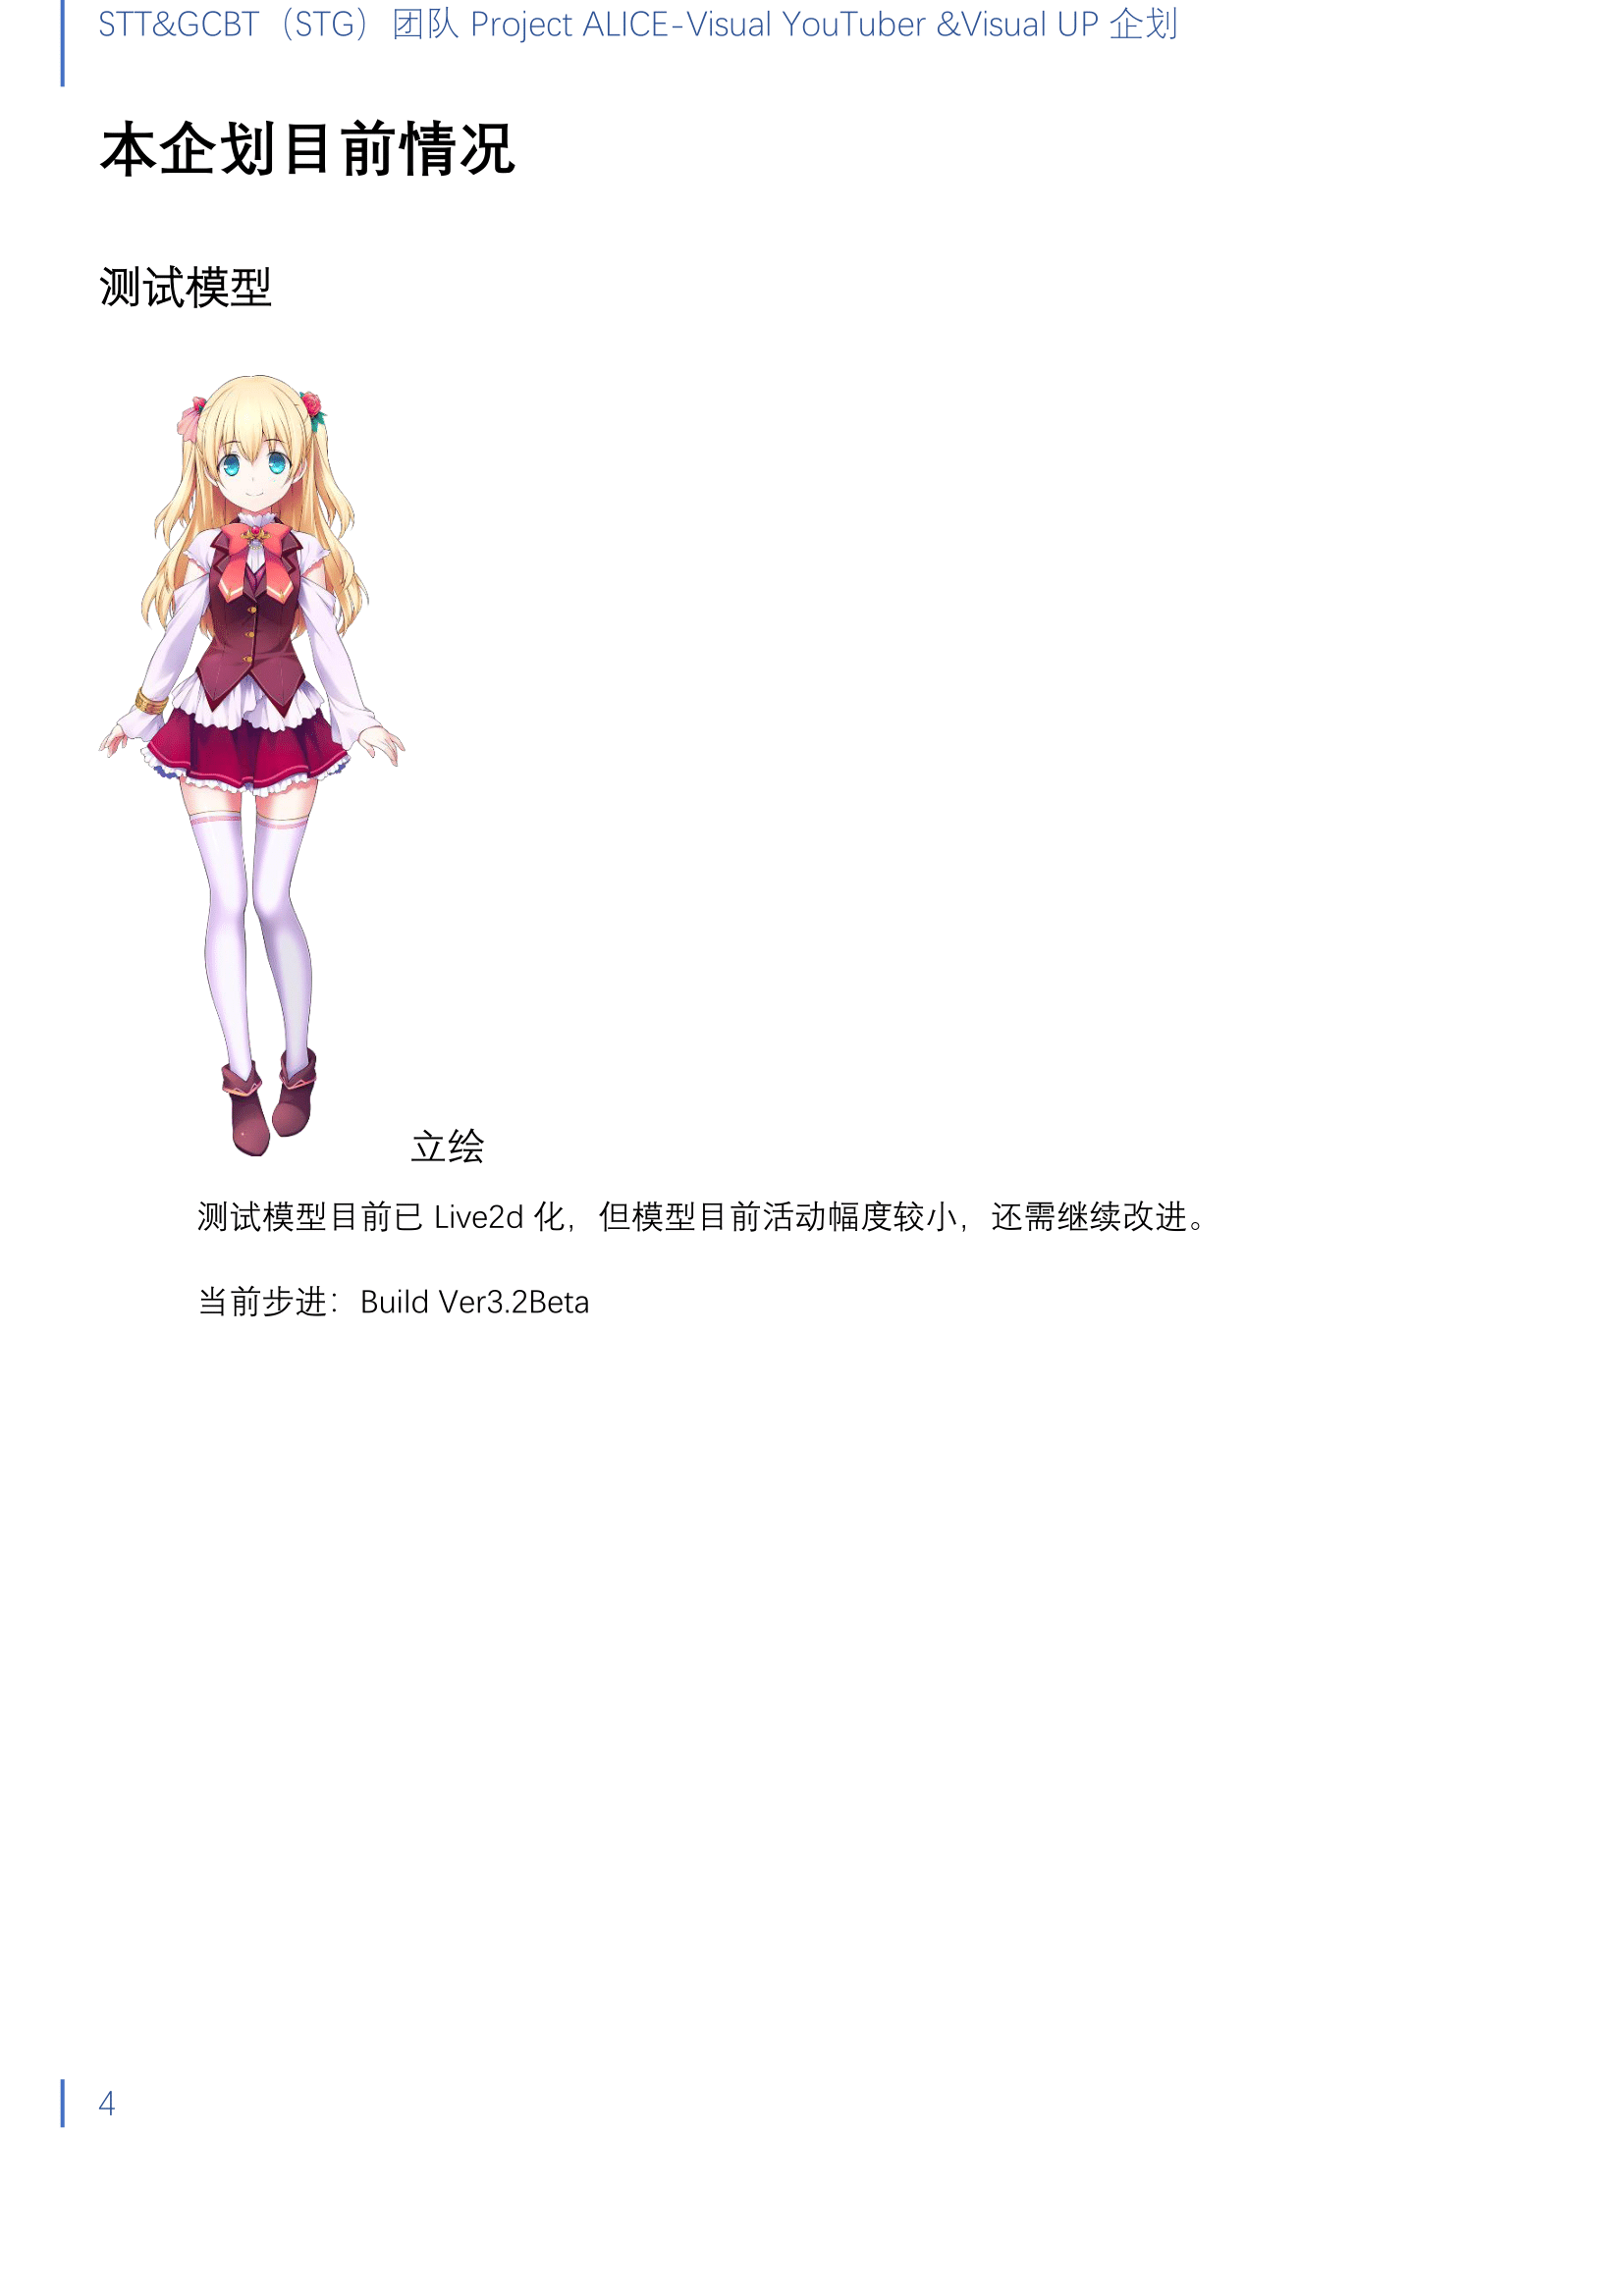 STT&GCBT（STG）团队 Project ALICE-Visual YouTuber &Visual UP 企划
本企划目前情况
测试模型
立绘
测试模型目前已 Live2d 化，但模型目前活动幅度较小，还需继续改进。
当前步进：Build Ver3.2Beta
4